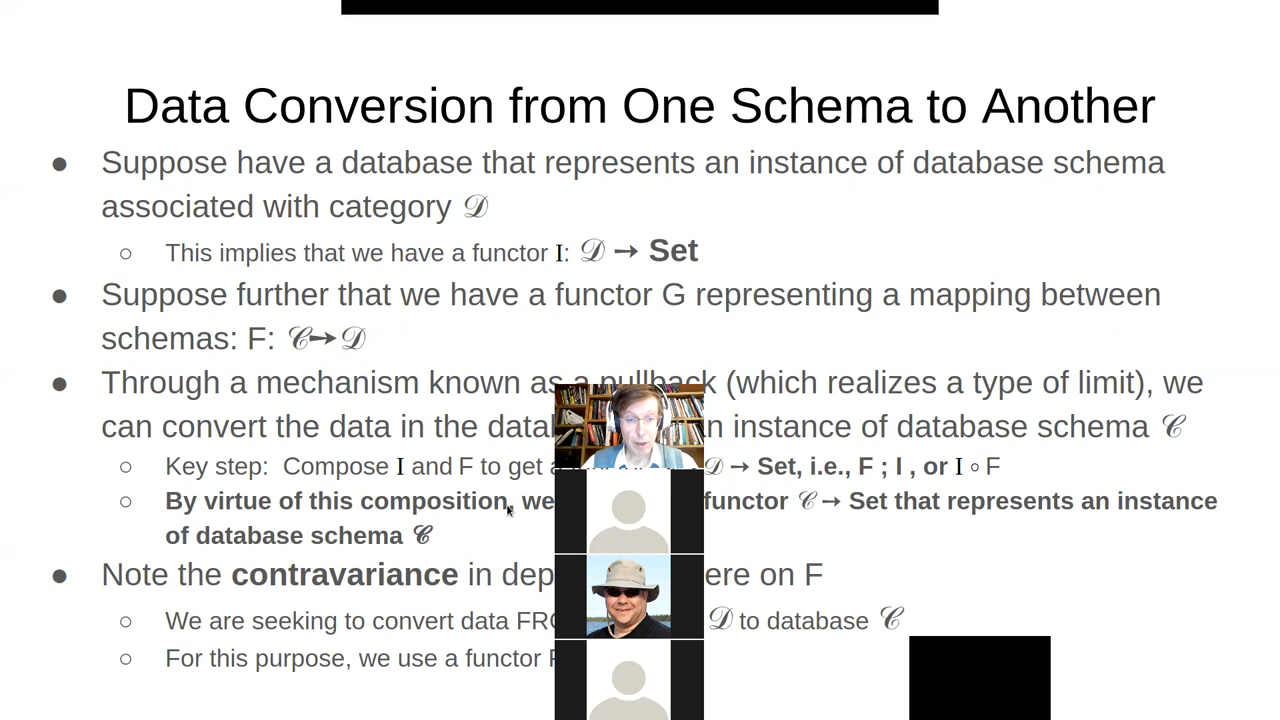 Data Conversion from One Schema to Another
● Suppose have a database that represents an instance of database schema
associated with category 𝒟
○ This implies that we have a functor I: 𝒟 → Set
● Suppose further that we have a functor G representing a mapping between
schemas: F: 𝒞→𝒟
● Through a mechanism known as a pullback (which realizes a type of limit), we
can convert the data in the n instance of database schema 𝒞
○ Key step: Compose I and F to get 𝒟 → Set, i.e., F ; I , or I ∘ F
○ By virtue of this composition, we functor 𝒞 → Set that represents an instance
of database schema 𝒞
● Note the contravariance in on F
○ We are seeking to convert data 𝒟 to database 𝒞
○ For this purpose, we use a functor